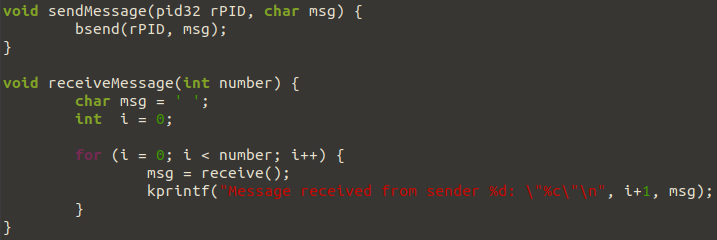 void sendMessage(pid32 rPID, char msg) {
        bsend(rPID, msg);
}

void receiveMessage(int number) {
        char msg = ' ';
        int  i = 0;

        for (i = 0; i < number; i++) {
                msg = receive();
                kprintf("Message received from sender %d: \"%c\"\n", i+1, msg);
        }
}